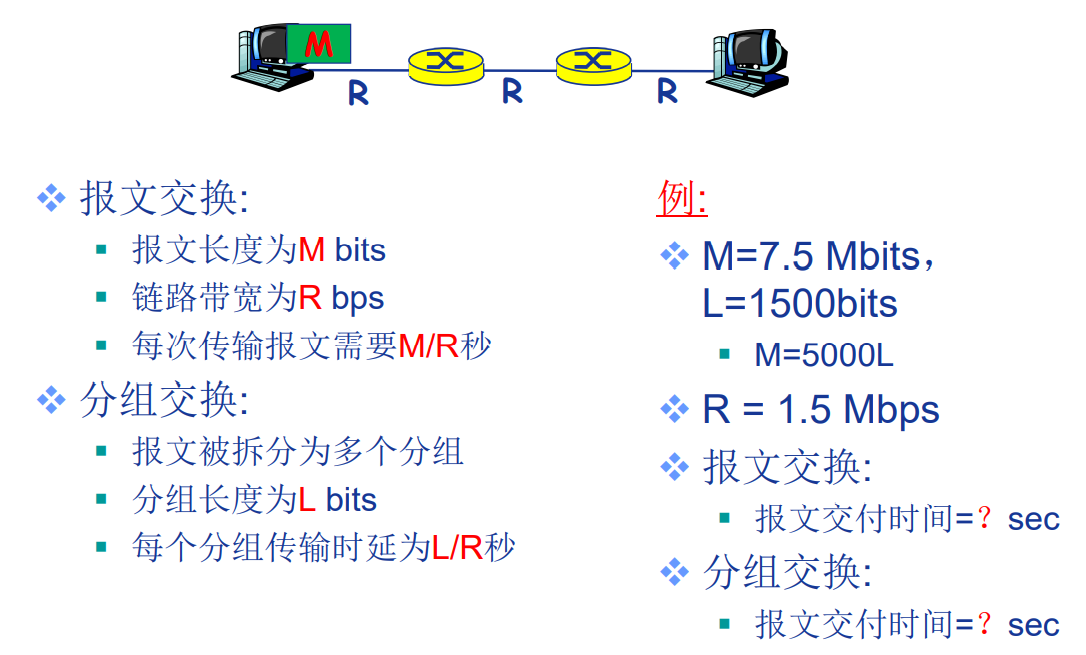 M
R R R
报文交换:
报文长度为M bits
链路带宽为R bps
每次传输报文需要M/R秒
分组交换:
报文被拆分为多个分组
分组长度为L bits
每个分组传输时延为L/R秒
例:
M=7.5 Mbits，
L=1500bits
M=5000L
R = 1.5 Mbps
报文交换:
报文交付时间=？sec
分组交换:
报文交付时间=？sec